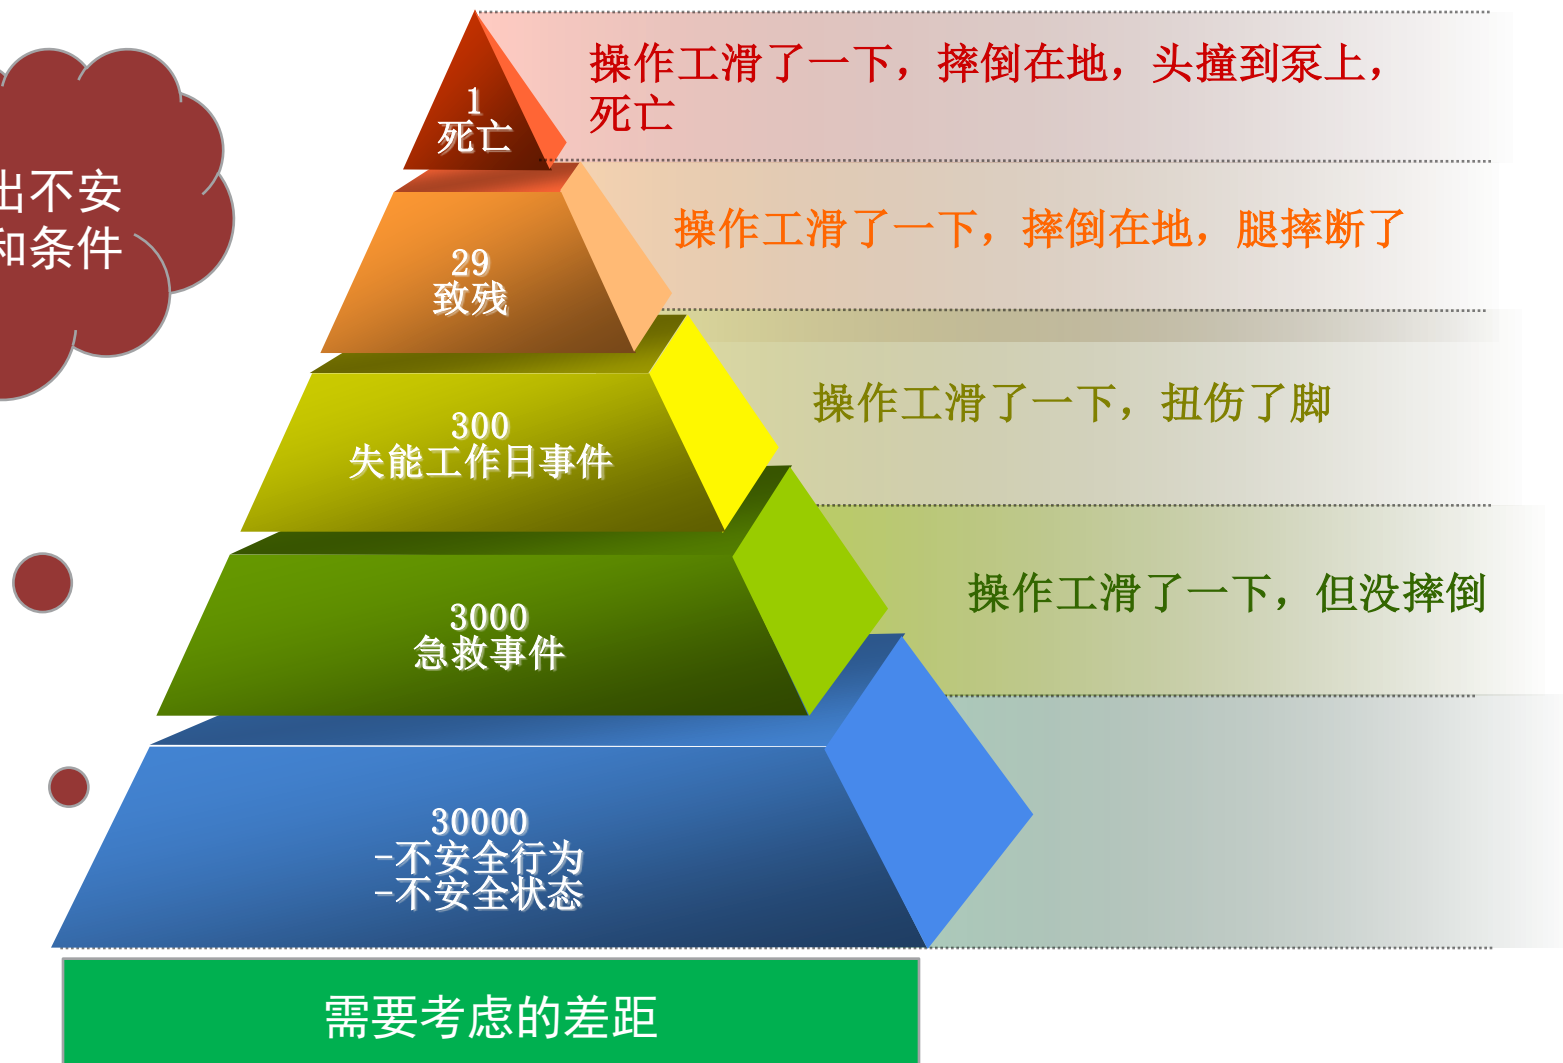 操作工滑了一下，摔倒在地，头撞到泵上，
死亡
1
死亡
出不安
和条件
操作工滑了一下，摔倒在地，腿摔断了
29
致残
操作工滑了一下，扭伤了脚
300
失能工作日事件
操作工滑了一下，但没摔倒
3000
急救事件
30000
-不安全行为
-不安全状态
需要考虑的差距